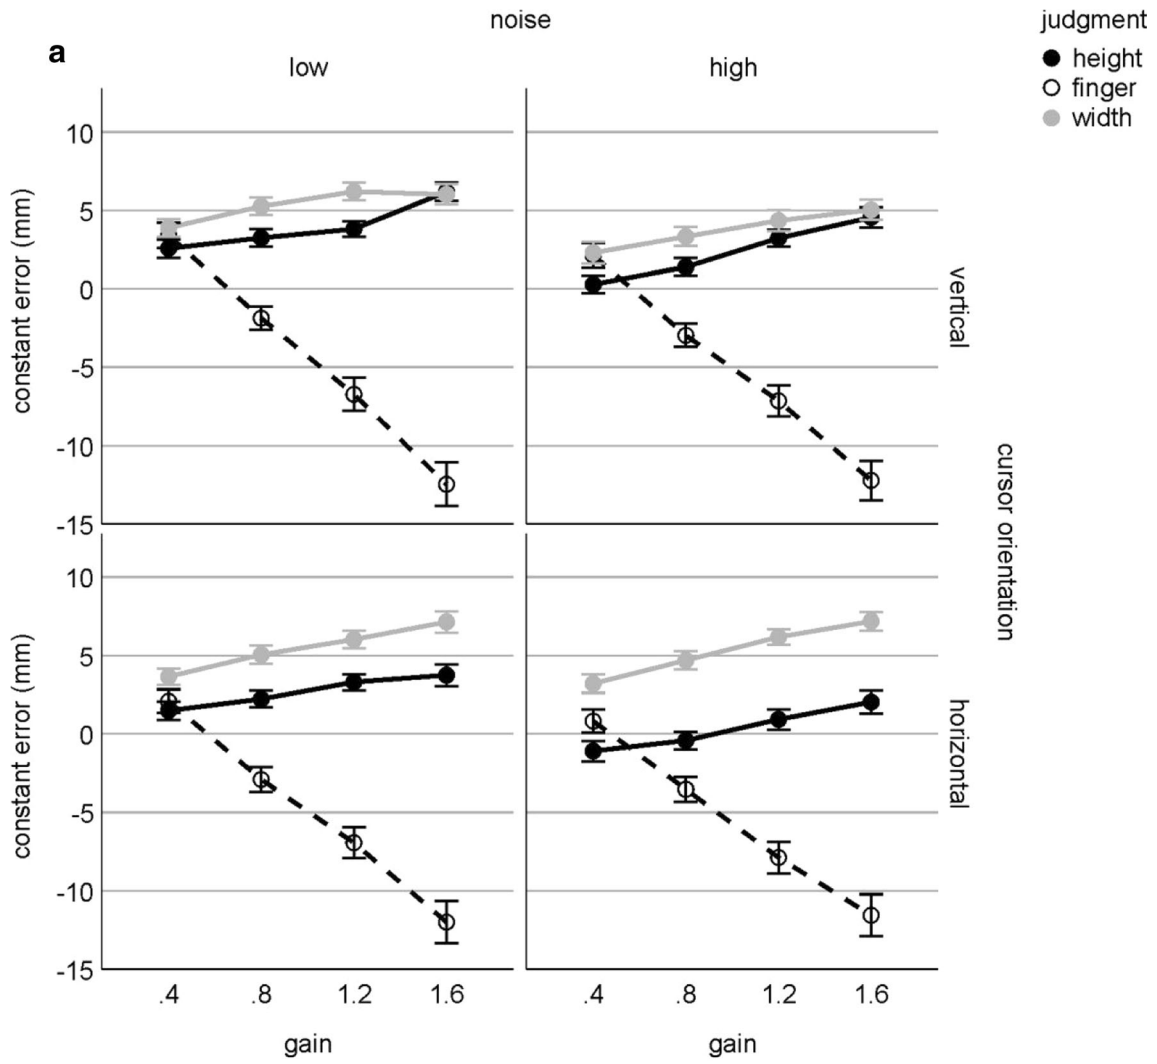 noise
judgment
a
low
high
height
finger
width
10
5
0
-5
-10
-15
constant error (mm)
vertical
cursor orientation
10
5
0
-5
-10
-15
constant error (mm)
horizontal
.4 .8 1.2 1.6
.4 .8 1.2 1.6
gain
gain